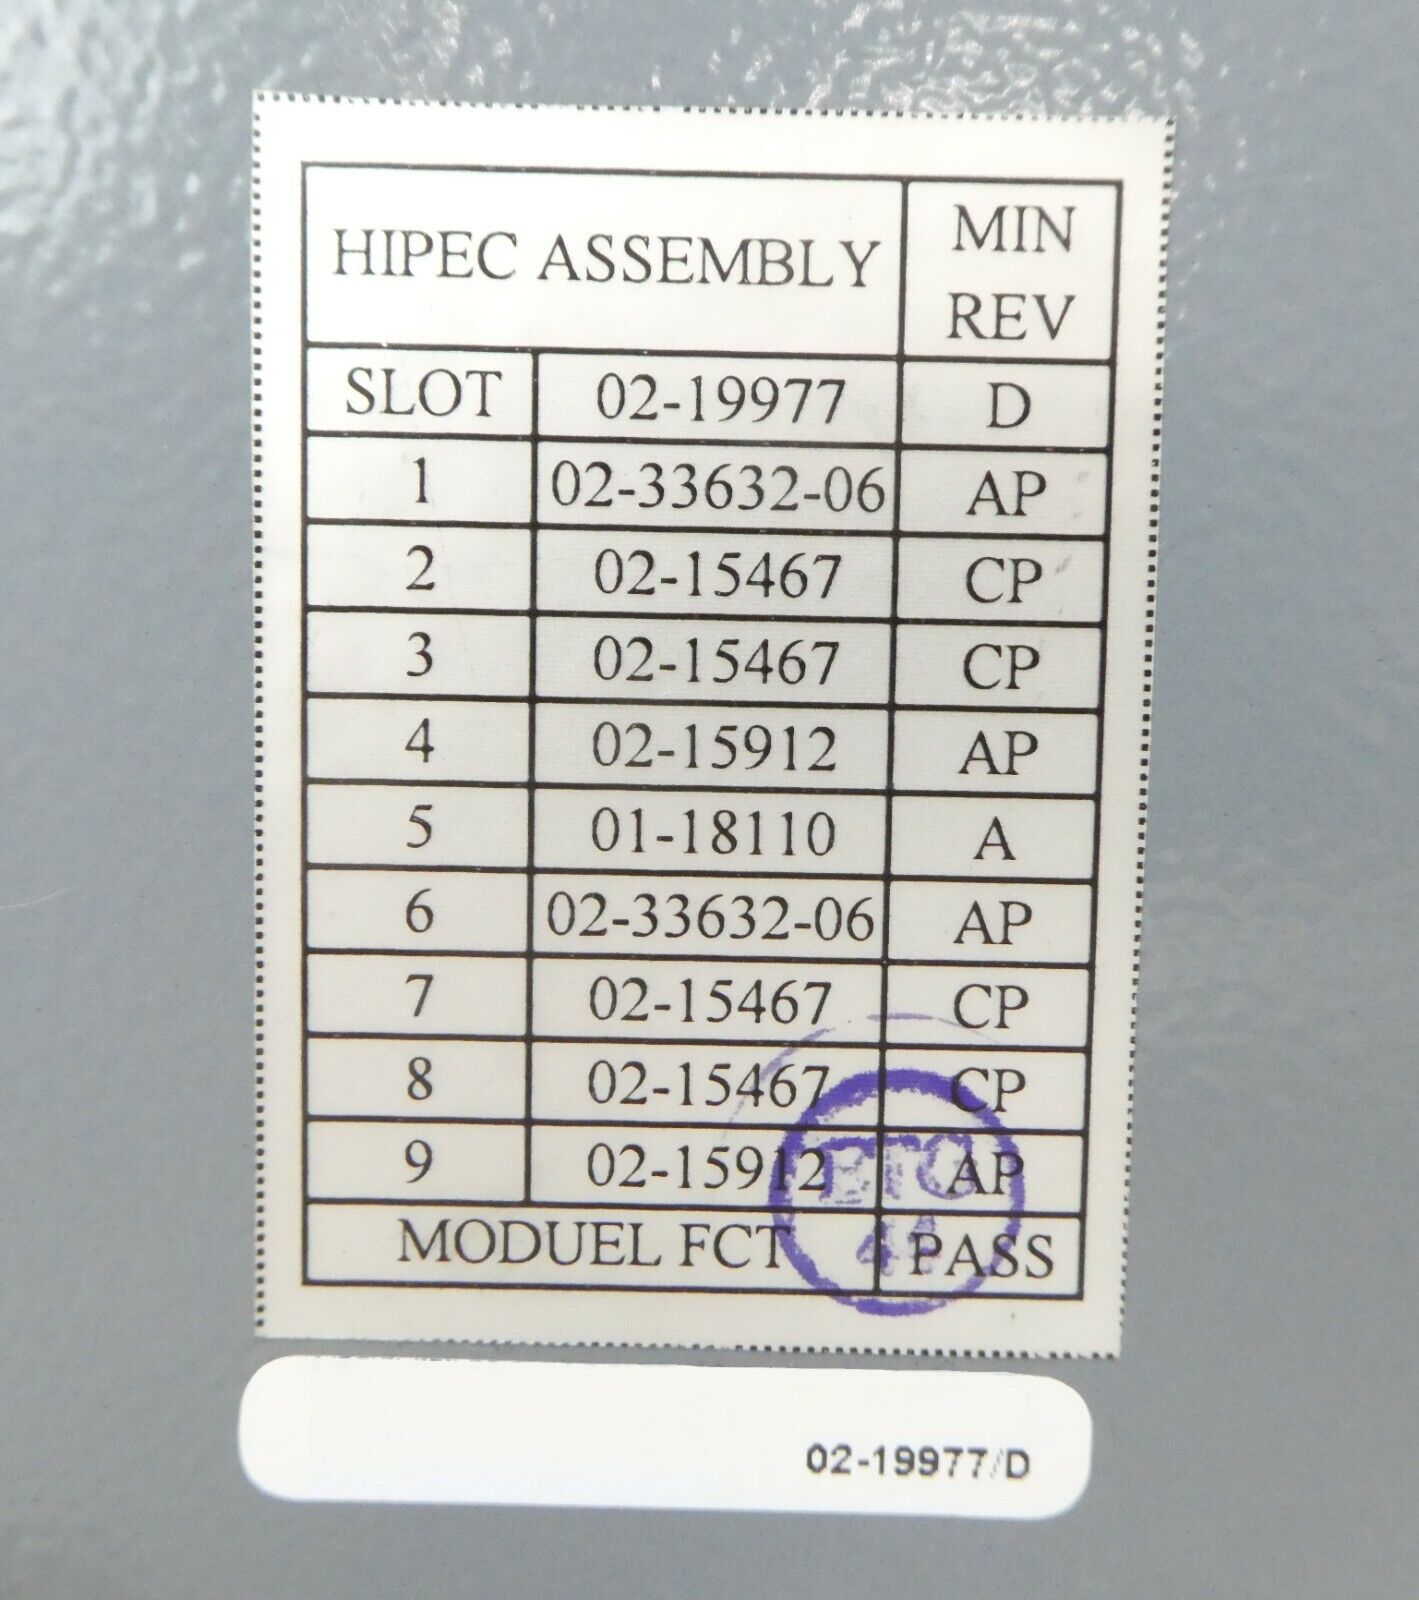 HIPEC ASSEMBLY MIN REV
SLOT 02-19977 D
1 02-33632-06 AP
2 02-15467 CP
3 02-15467 CP
4 02-15912 AP
5 01-18110 A
6 02-33632-06 AP
7 02-15467 CP
8 02-15467 CP
9 02-15912 AP
MODUEL FCT PASS
02-19977/D